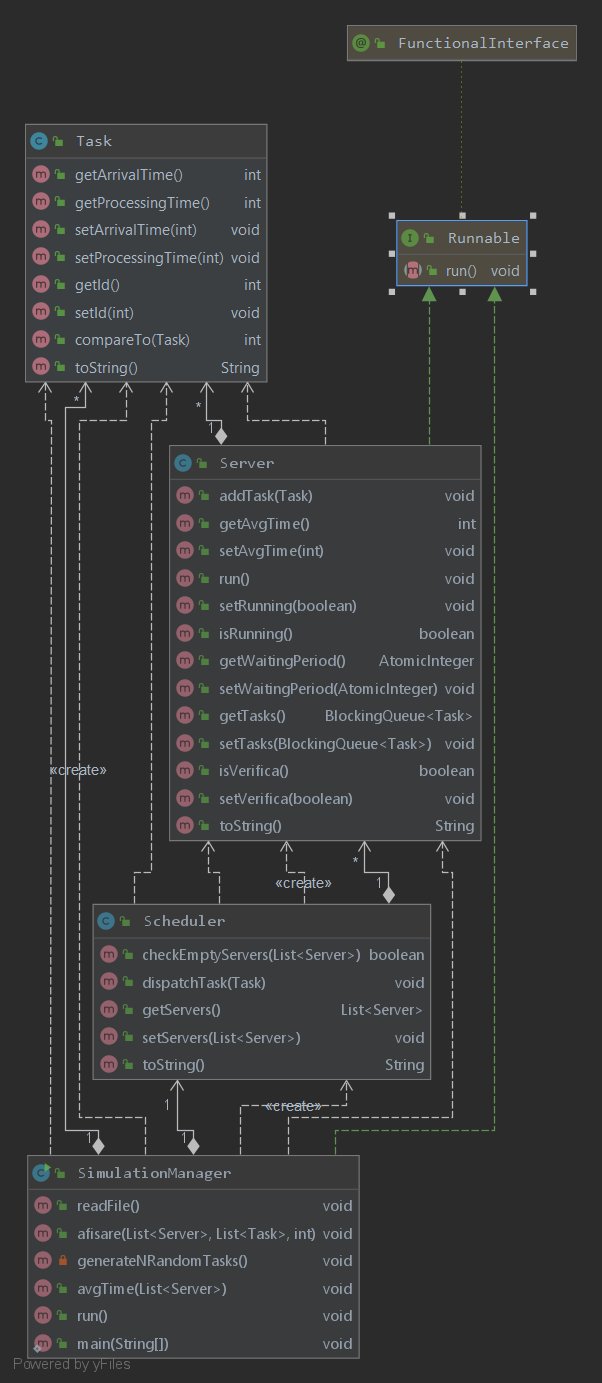 FunctionalInterface
Task
getArrivalTime() int
getProcessingTime() int
setArrivalTime(int) void
setProcessingTime(int) void
getId() int
setId(int) void
compareTo(Task) int
toString() String
Runnable
run() void
* * 1
Server
addTask(Task) void
getAvgTime() int
setAvgTime(int) void
run() void
setRunning(boolean) void
isRunning() boolean
getWaitingPeriod() AtomicInteger
setWaitingPeriod(AtomicInteger) void
getTasks() BlockingQueue<Task>
setTasks(BlockingQueue<Task>) void
isVerifica() boolean
setVerifica(boolean) void
toString() String
«create»
*
«create» 1
Scheduler
checkEmptyServers(List<Server>) boolean
dispatchTask(Task) void
getServers() List<Server>
setServers(List<Server>) void
toString() String
1 «create»
1 1
SimulationManager
readFile() void
afisare(List<Server>, List<Task>, int) void
generateNRandomTasks() void
avgTime(List<Server>) void
run() void
main(String[]) void
Powered by yFiles